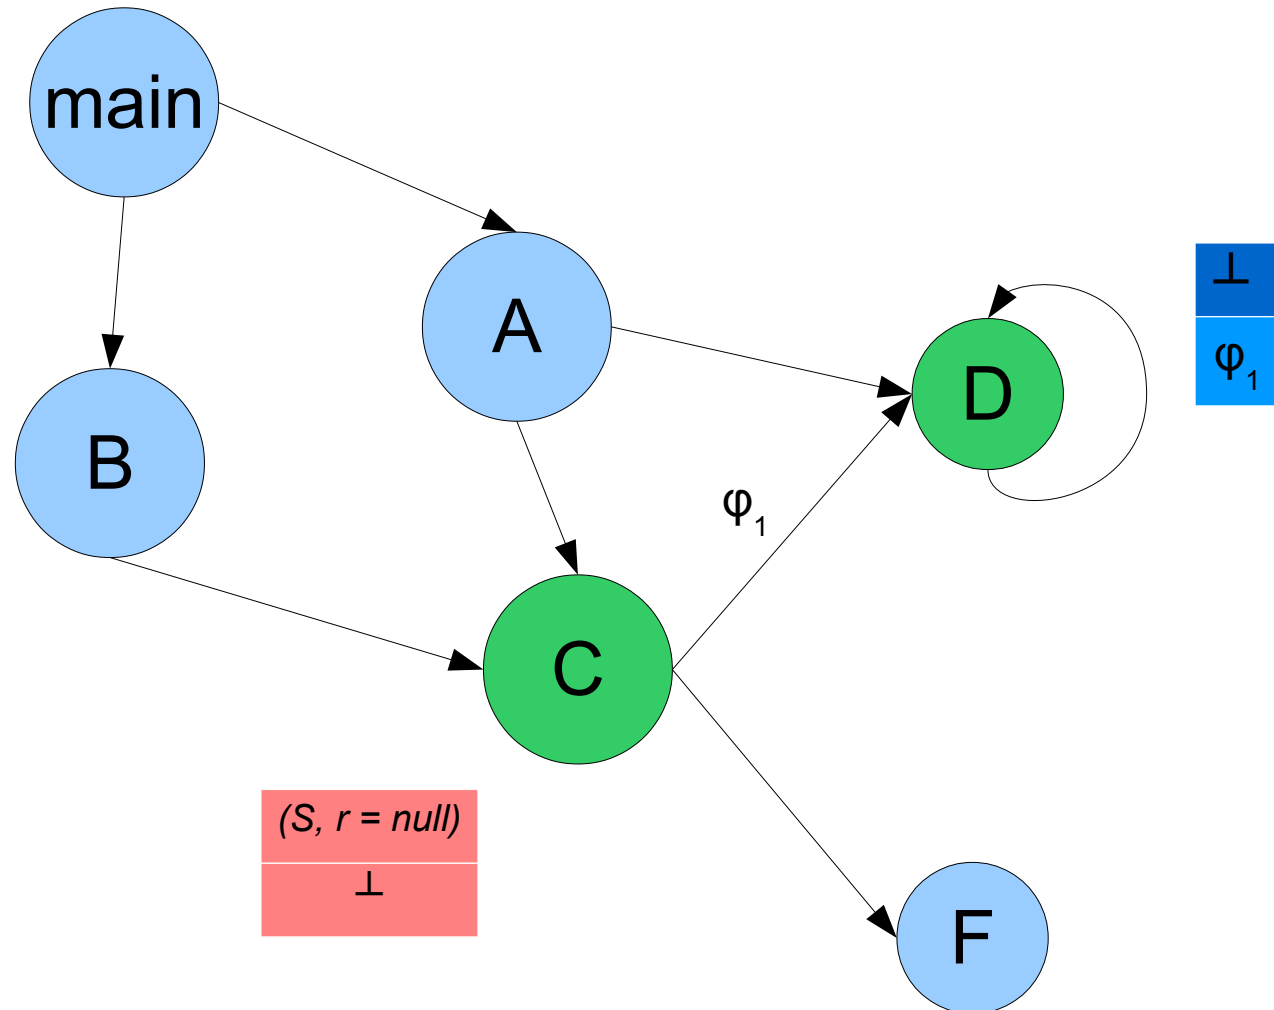 main
A
⊥
D
φ1
B
φ1
C
(S, r = null)
⊥
F